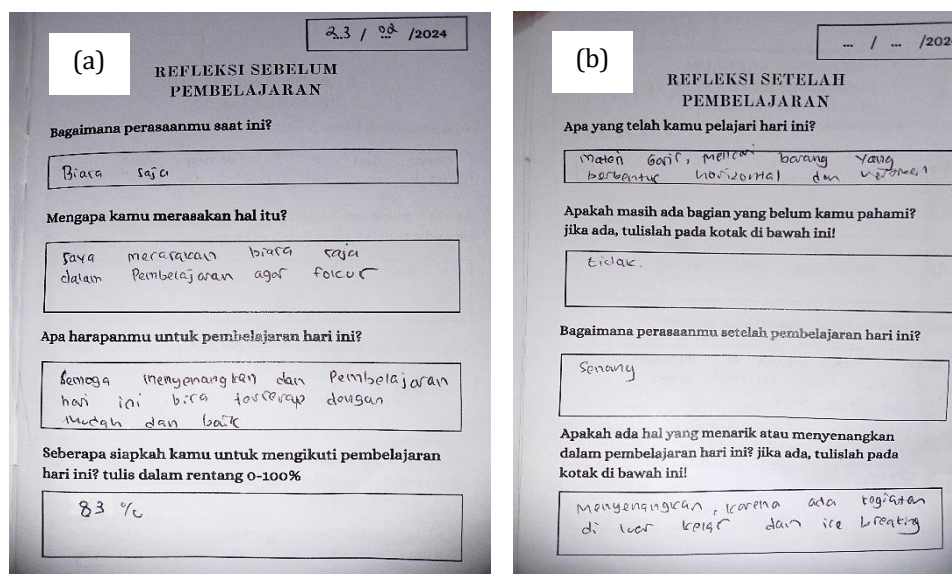 (a)
23 / 02 /2024
REFLEKSI SEBELUM
PEMBELAJARAN
Bagaimana perasaanmu saat ini?
Biasa saja
Mengapa kamu merasakan hal itu?
saya merasakan biasa saja
dalam Pembelajaran agar fokus
Apa harapanmu untuk pembelajaran hari ini?
Semoga menyenangkan dan Pembelajaran
hari ini bisa terserap dengan
mudah dan baik
Seberapa siapkah kamu untuk mengikuti pembelajaran
hari ini? tulis dalam rentang 0-100%
83 %
(b)
... / ... /202
REFLEKSI SETELAH
PEMBELAJARAN
Apa yang telah kamu pelajari hari ini?
materi Garis, mencari barang yang
berbentuk horizontal dan
Apakah masih ada bagian yang belum kamu pahami?
jika ada, tulislah pada kotak di bawah ini!
tidak.
Bagaimana perasaanmu setelah pembelajaran hari ini?
Senang
Apakah ada hal yang menarik atau menyenangkan
dalam pembelajaran hari ini? jika ada, tulislah pada
kotak di bawah ini!
Menyenangkan, karena ada kegiatan
di luar kelas dan ice breaking